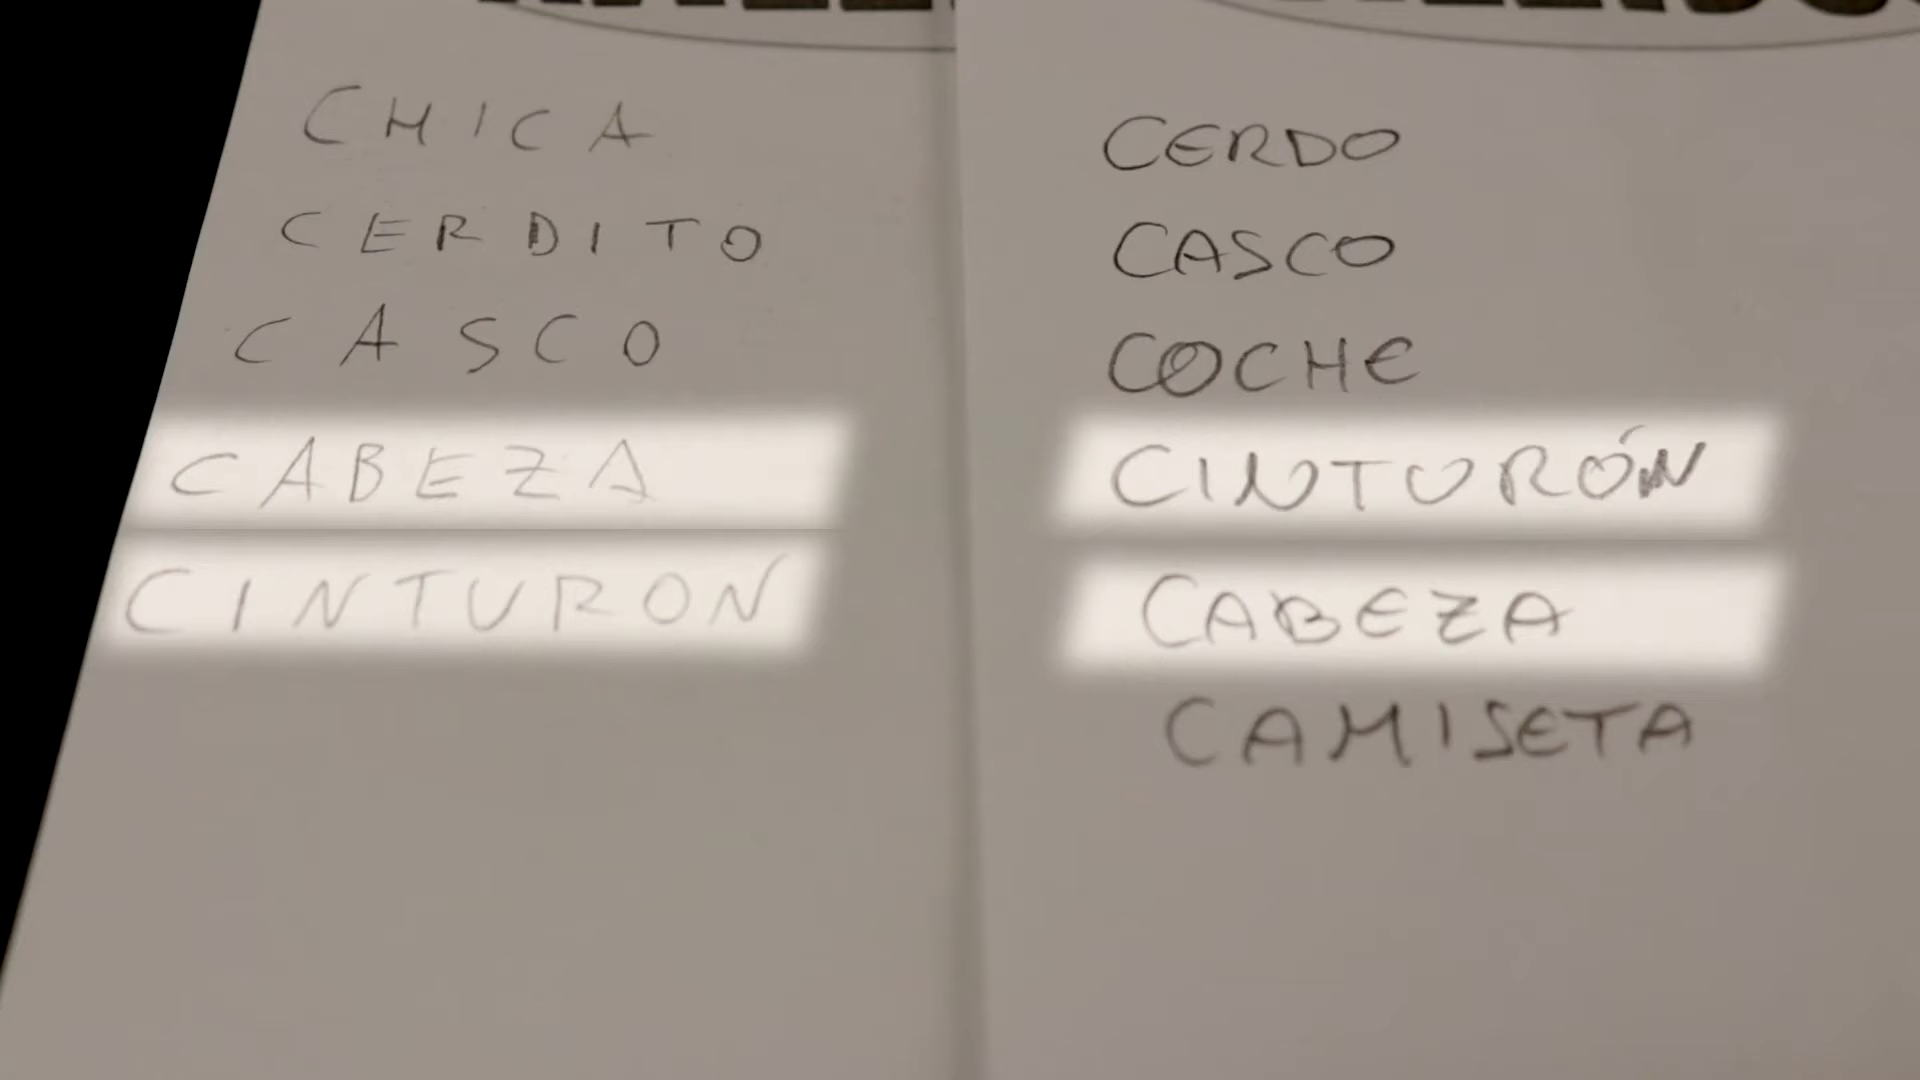 CHICA
CERDITO
CASCO
CABEZA
CINTURON
CERDO
CASCO
COCHE
CINTURÓN
CABEZA
CAMISETA